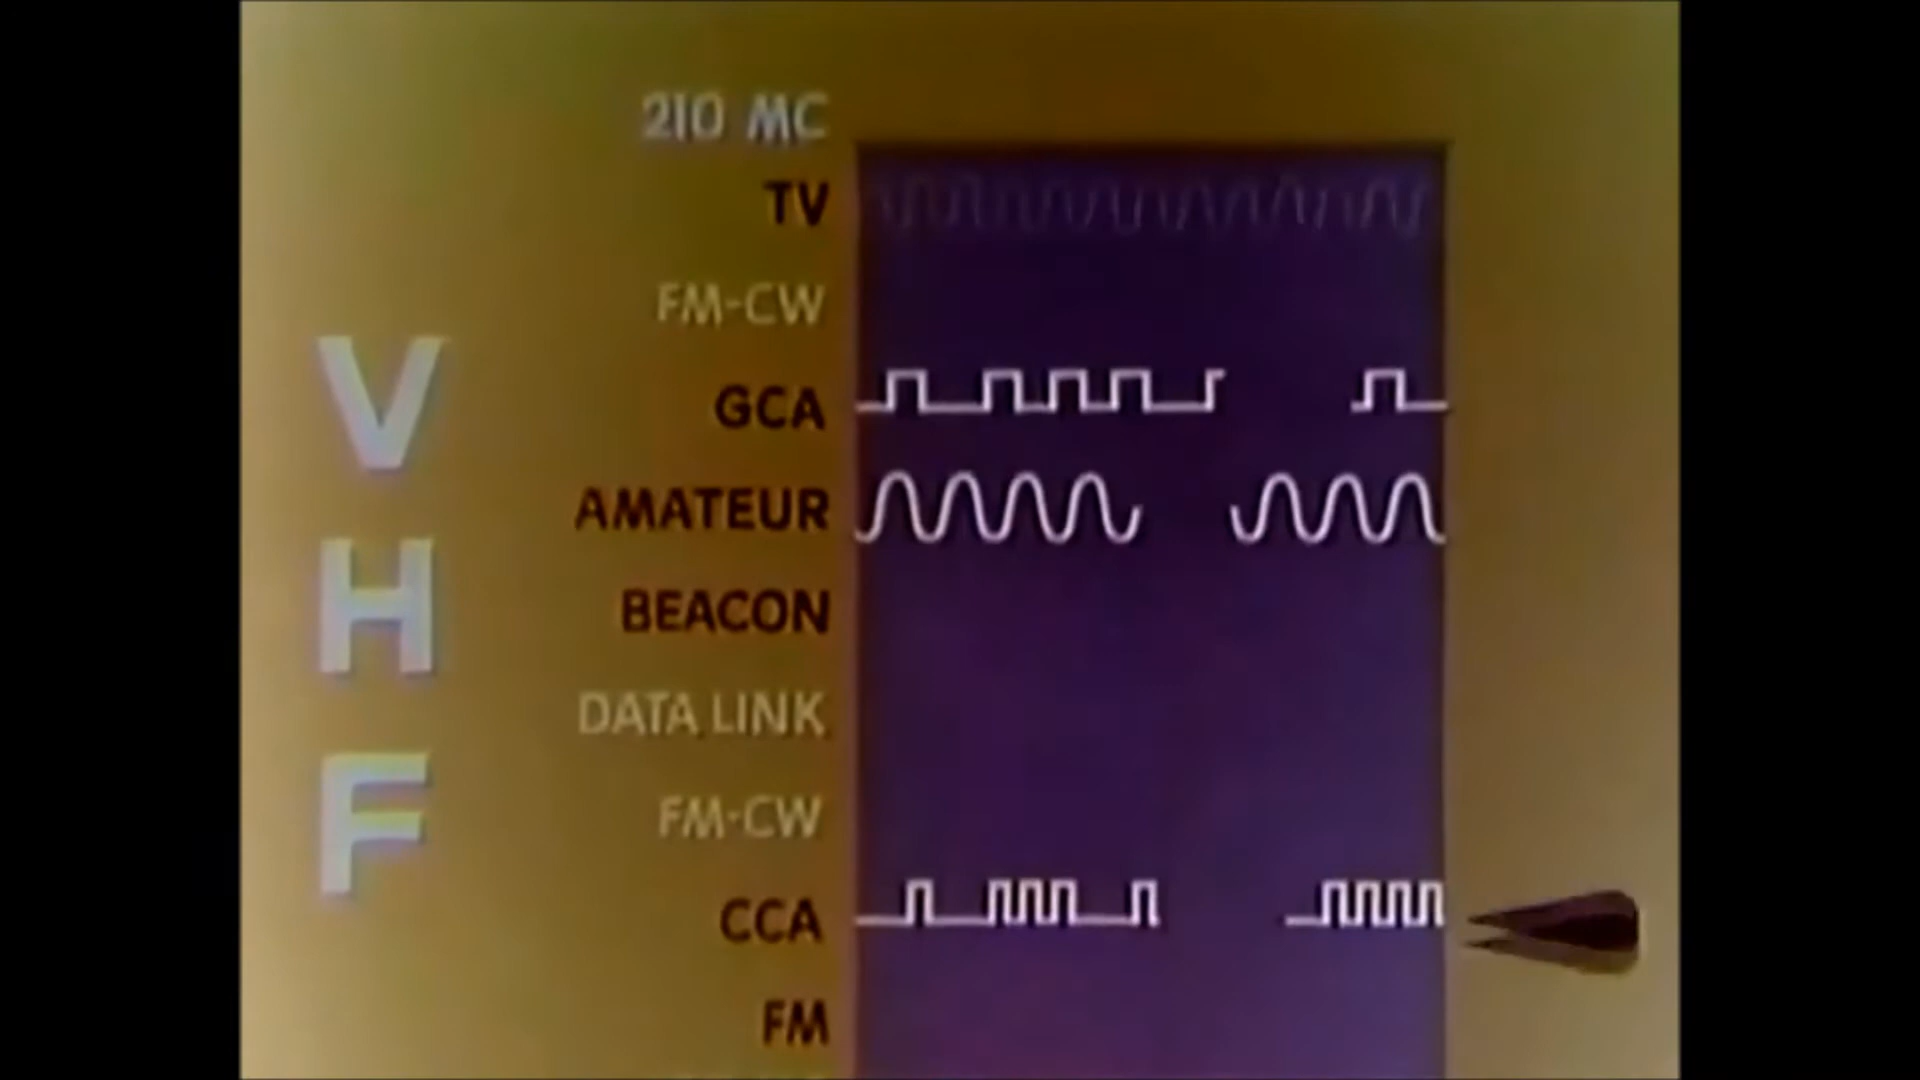 210 MC
TV
FM-CW
GCA
AMATEUR
BEACON
DATA LINK
FM-CW
CCA
FM
V
H
F